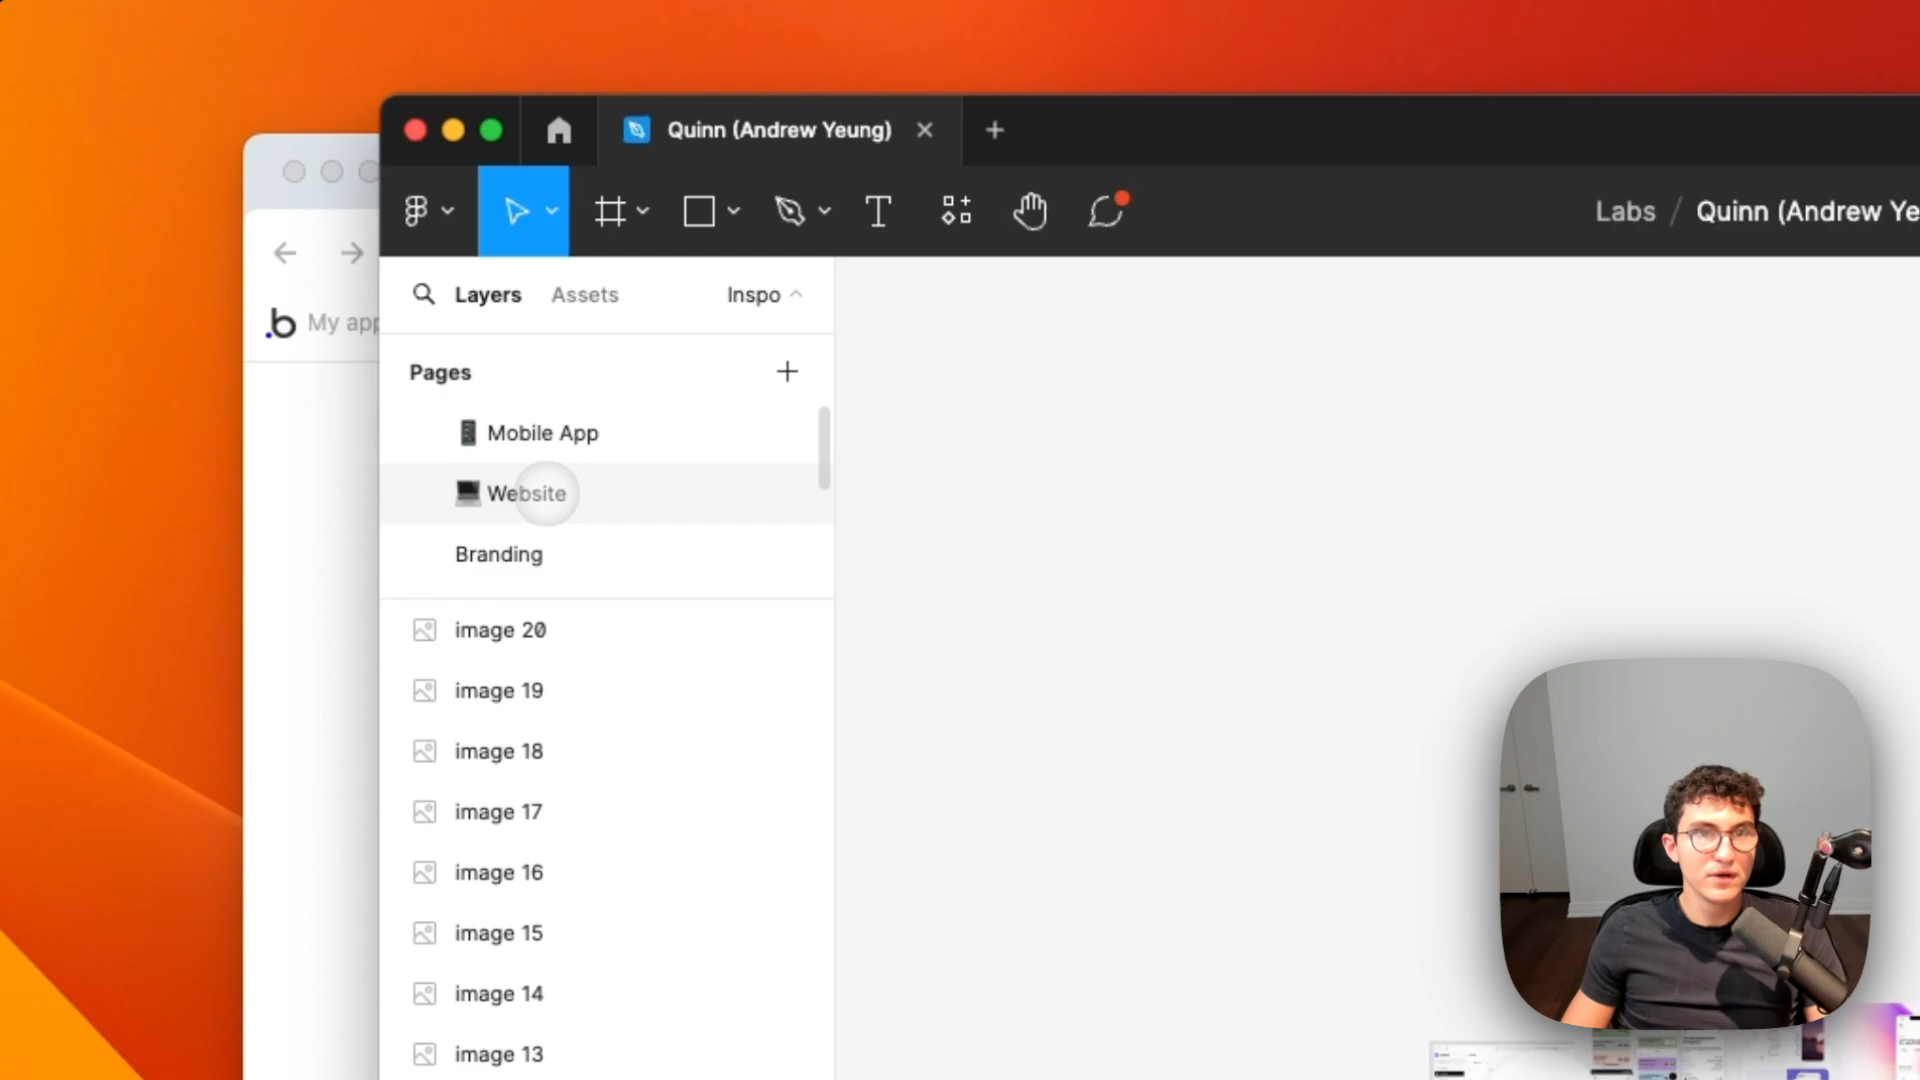 Quinn (Andrew Yeung)
Labs / Quinn (Andrew Ye
Layers Assets Inspo
.b My app
Pages
Mobile App
Website
Branding
image 20
image 19
image 18
image 17
image 16
image 15
image 14
image 13